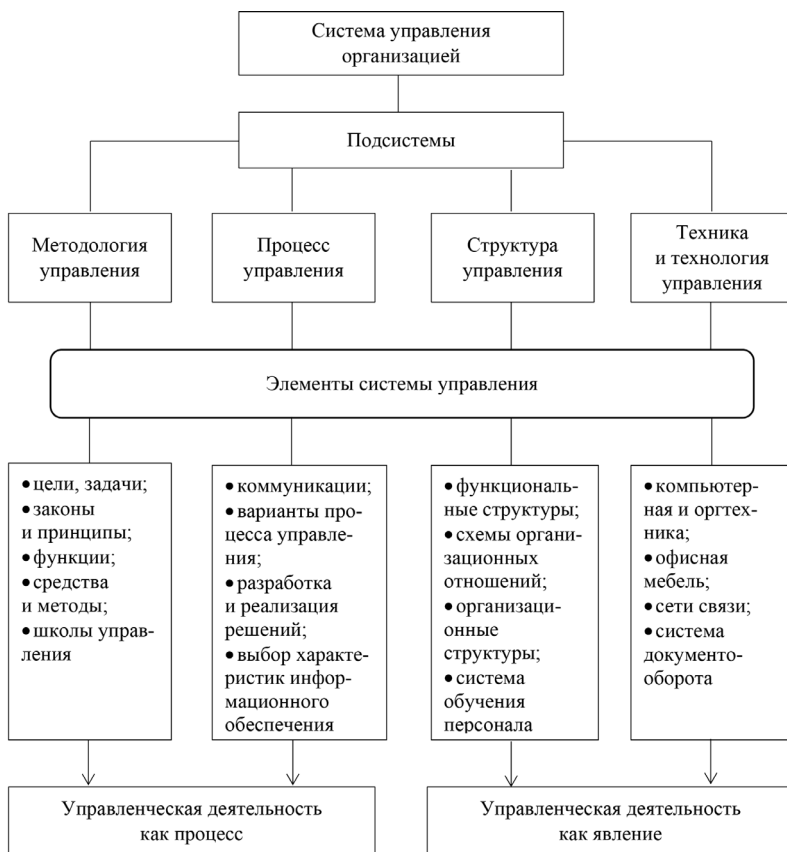 Система управления
организацией
Подсистемы
Методология
управления
Процесс
управления
Структура
управления
Техника
и технология
управления
Элементы системы управления
• цели, задачи;
• законы
и принципы;
• функции;
• средства
и методы;
• школы управ-
ления
• коммуникации;
• варианты про-
цесса управле-
ния;
• разработка
и реализация
решений;
• выбор характе-
ристик инфор-
мационного
обеспечения
• функциональ-
ные структуры;
• схемы органи-
зационных
отношений;
• организаци-
онные
структуры;
• система
обучения
персонала
• компьютер-
ная и оргтех-
ника;
• офисная
мебель;
• сети связи;
• система
документо-
оборота
Управленческая деятельность
как процесс
Управленческая деятельность
как явление